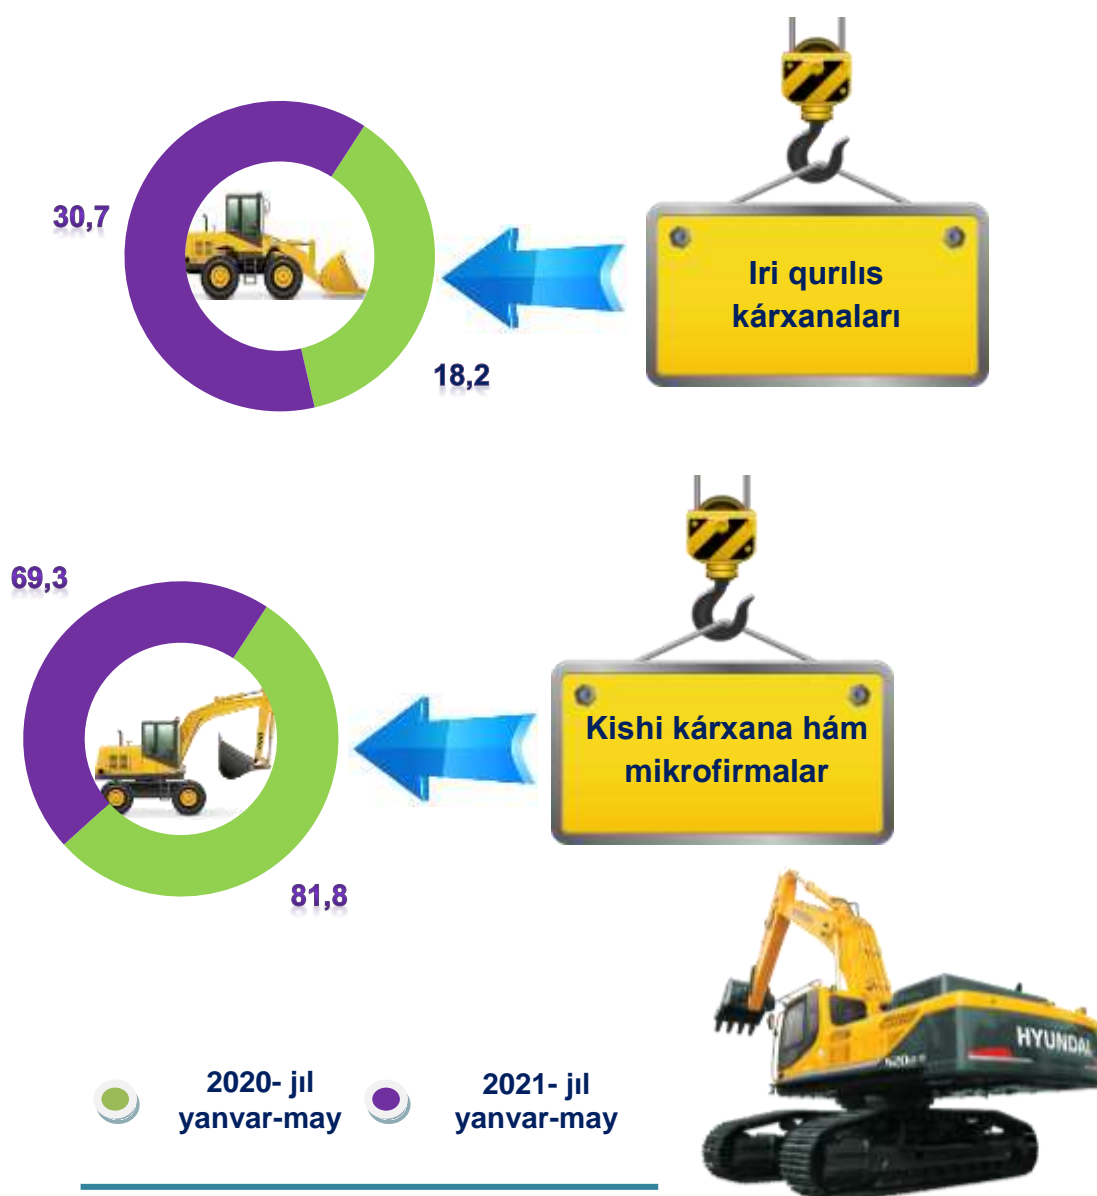 30,7
Iri qurılıs
kárxanaları
18,2
69,3
Kishi kárxana hám
mikrofirmalar
81,8
HYUNDAI
2020- jıl
yanvar-may
2021- jıl
yanvar-may